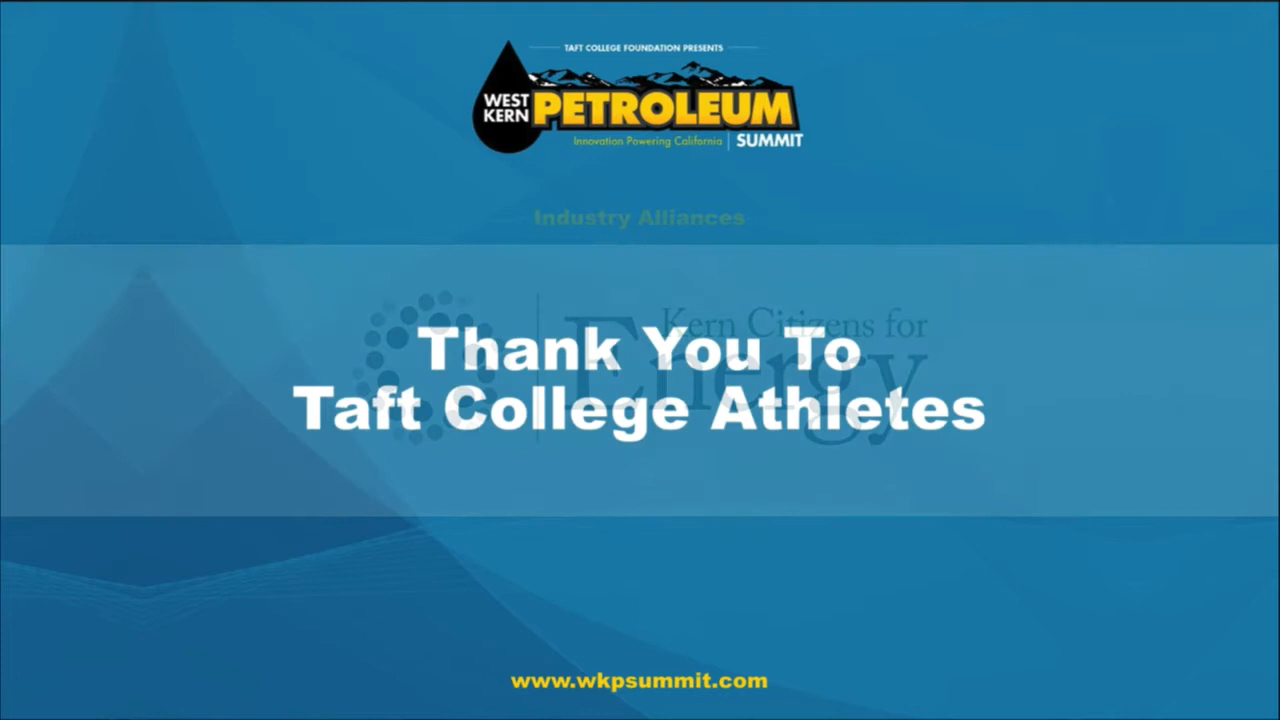 TAFT COLLEGE FOUNDATION PRESENTS
WEST
KERN
PETROLEUM
Innovation Powering California
SUMMIT
Industry Alliances
Kern Citizens for
Energy
Thank You To
Taft College Athletes
www.wkpsummit.com